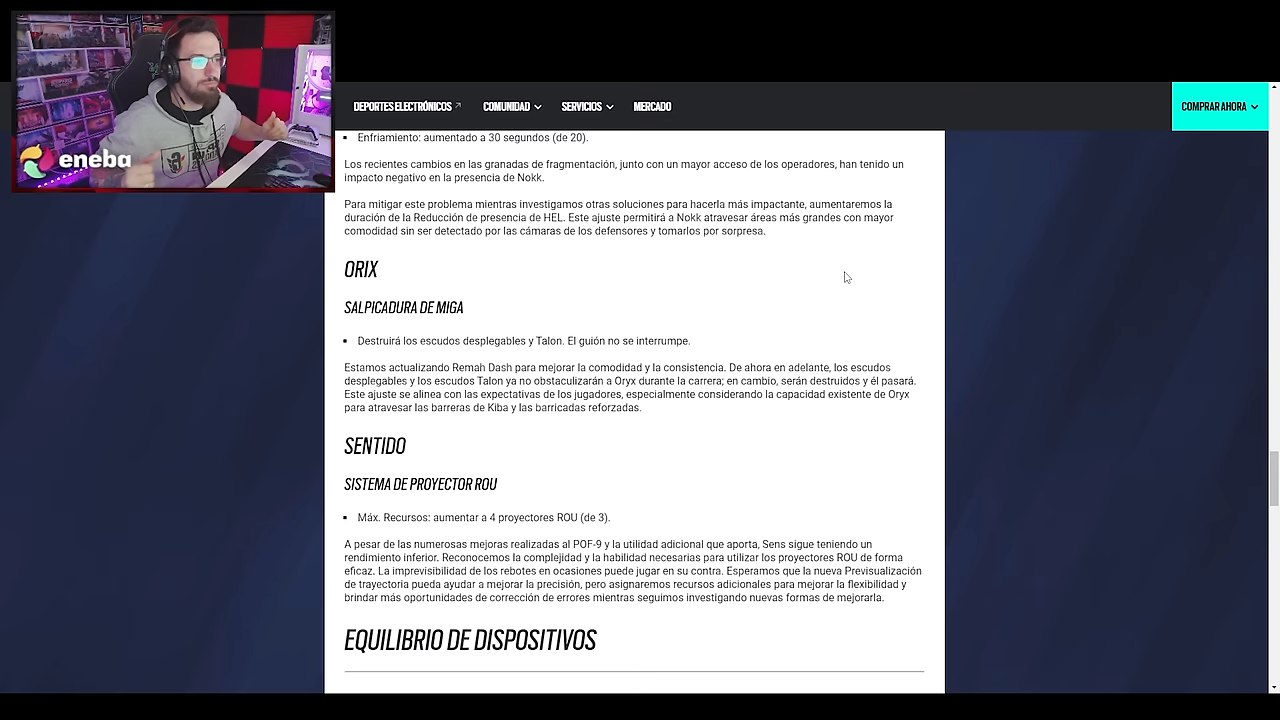 eneba
DEPORTES ELECTRÓNICOS
COMUNIDAD
SERVICIOS
MERCADO
COMPRAR AHORA
Enfriamiento: aumentado a 30 segundos (de 20).
Los recientes cambios en las granadas de fragmentación, junto con un mayor acceso de los operadores, han tenido un
impacto negativo en la presencia de Nokk.
Para mitigar este problema mientras investigamos otras soluciones para hacerla más impactante, aumentaremos la
duración de la Reducción de presencia de HEL. Este ajuste permitirá a Nokk atravesar áreas más grandes con mayor
comodidad sin ser detectado por las cámaras de los defensores y tomarlos por sorpresa.
ORIX
SALPICADURA DE MIGA
Destruirá los escudos desplegables y Talon. El guión no se interrumpe.
Estamos actualizando Remah Dash para mejorar la comodidad y la consistencia. De ahora en adelante, los escudos
desplegables y los escudos Talon ya no obstaculizarán a Oryx durante la carrera; en cambio, serán destruidos y él pasará.
Este ajuste se alinea con las expectativas de los jugadores, especialmente considerando la capacidad existente de Oryx
para atravesar las barreras de Kiba y las barricadas reforzadas.
SENTIDO
SISTEMA DE PROYECTOR ROU
Máx. Recursos: aumentar a 4 proyectores ROU (de 3).
A pesar de las numerosas mejoras realizadas al POF-9 y la utilidad adicional que aporta, Sens sigue teniendo un
rendimiento inferior. Reconocemos la complejidad y la habilidad necesarias para utilizar los proyectores ROU de forma
eficaz. La imprevisibilidad de los rebotes en ocasiones puede jugar en su contra. Esperamos que la nueva Previsualización
de trayectoria pueda ayudar a mejorar la precisión, pero asignaremos recursos adicionales para mejorar la flexibilidad y
brindar más oportunidades de corrección de errores mientras seguimos investigando nuevas formas de mejorarla.
EQUILIBRIO DE DISPOSITIVOS